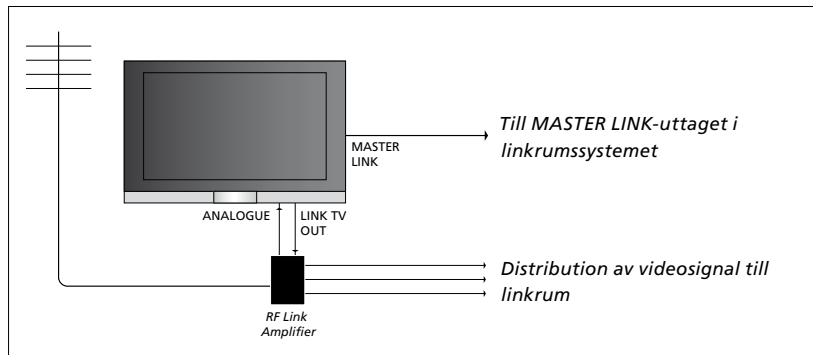 Till MASTER LINK-uttaget i
linkrumssystemet
MASTER
LINK
ANALOGUE
LINK TV
OUT
Distribution av videosignal till
linkrum
RF Link
Amplifier